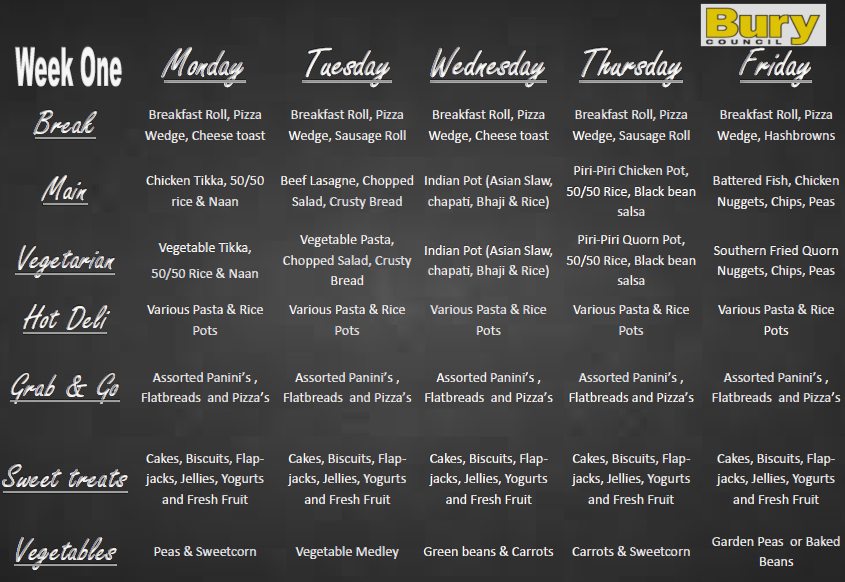 Bury
COUNCIL
Week One
Monday
Tuesday
Wednesday
Thursday
Friday
Break
Breakfast Roll, Pizza
Wedge, Cheese toast
Breakfast Roll, Pizza
Wedge, Sausage Roll
Breakfast Roll, Pizza
Wedge, Cheese toast
Breakfast Roll, Pizza
Wedge, Sausage Roll
Breakfast Roll, Pizza
Wedge, Hashbrowns
Main
Chicken Tikka, 50/50
rice & Naan
Beef Lasagne, Chopped
Salad, Crusty Bread
Indian Pot (Asian Slaw,
chapati, Bhaji & Rice)
Piri-Piri Chicken Pot,
50/50 Rice, Black bean
salsa
Battered Fish, Chicken
Nuggets, Chips, Peas
Vegetarian
Vegetable Tikka,
50/50 Rice & Naan
Vegetable Pasta,
Chopped Salad, Crusty
Bread
Indian Pot (Asian Slaw,
chapati, Bhaji & Rice)
Piri-Piri Quorn Pot,
50/50 Rice, Black bean
salsa
Southern Fried Quorn
Nuggets, Chips, Peas
Hot Deli
Various Pasta & Rice
Pots
Various Pasta & Rice
Pots
Various Pasta & Rice
Pots
Various Pasta & Rice
Pots
Various Pasta & Rice
Pots
Grab & Go
Assorted Panini's ,
Flatbreads and Pizza's
Assorted Panini's ,
Flatbreads and Pizza's
Assorted Panini's ,
Flatbreads and Pizza's
Assorted Panini's ,
Flatbreads and Pizza's
Assorted Panini's ,
Flatbreads and Pizza's
Sweet treats
Cakes, Biscuits, Flap-
jacks, Jellies, Yogurts
and Fresh Fruit
Cakes, Biscuits, Flap-
jacks, Jellies, Yogurts
and Fresh Fruit
Cakes, Biscuits, Flap-
jacks, Jellies, Yogurts
and Fresh Fruit
Cakes, Biscuits, Flap-
jacks, Jellies, Yogurts
and Fresh Fruit
Cakes, Biscuits, Flap-
jacks, Jellies, Yogurts
and Fresh Fruit
Vegetables
Peas & Sweetcorn
Vegetable Medley
Green beans & Carrots
Carrots & Sweetcorn
Garden Peas or Baked
Beans